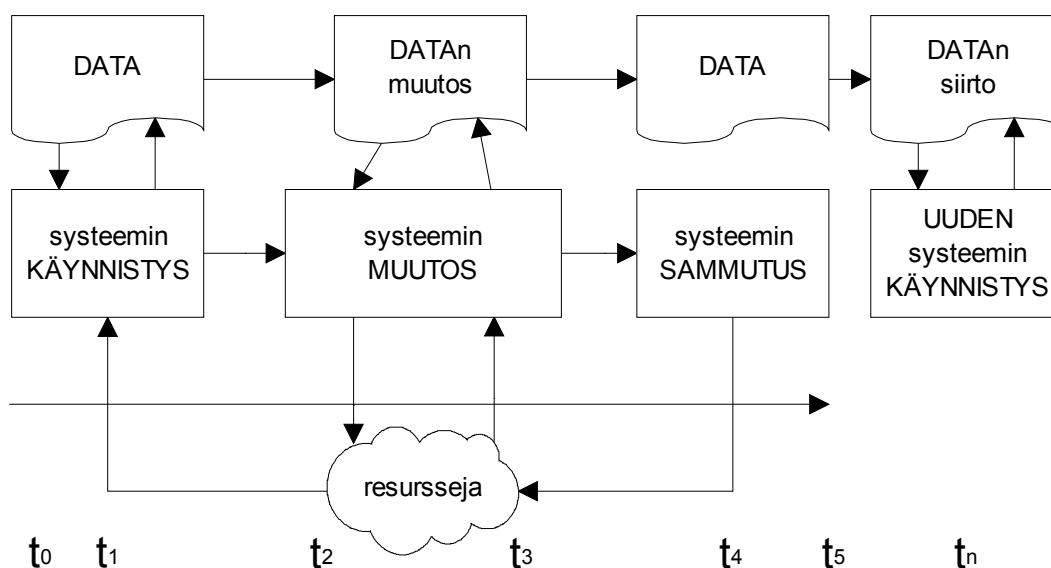 DATA
DATAn
muutos
DATA
DATAn
siirto
systeemin
KÄYNNISTYS
systeemin
MUUTOS
systeemin
SAMMUTUS
UUDEN
systeemin
KÄYNNISTYS
resursseja
t0 t1 t2 t3 t4 t5 tn